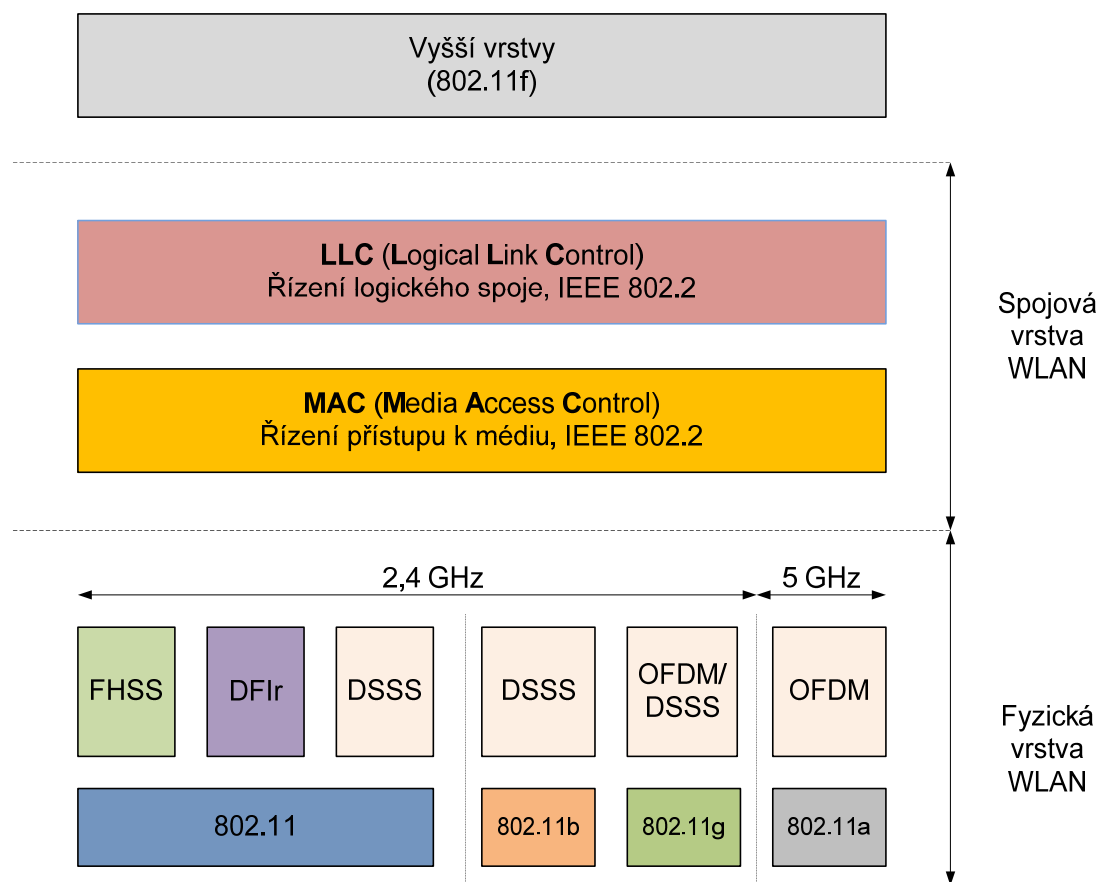 Vyšší vrstvy
(802.11f)
LLC (Logical Link Control)
Řízení logického spoje, IEEE 802.2
Spojová
vrstva
WLAN
MAC (Media Access Control)
Řízení přístupu k médiu, IEEE 802.2
2,4 GHz
5 GHz
FHSS
DFIr
DSSS
DSSS
OFDM/
DSSS
OFDM
Fyzická
vrstva
WLAN
802.11
802.11b
802.11g
802.11a